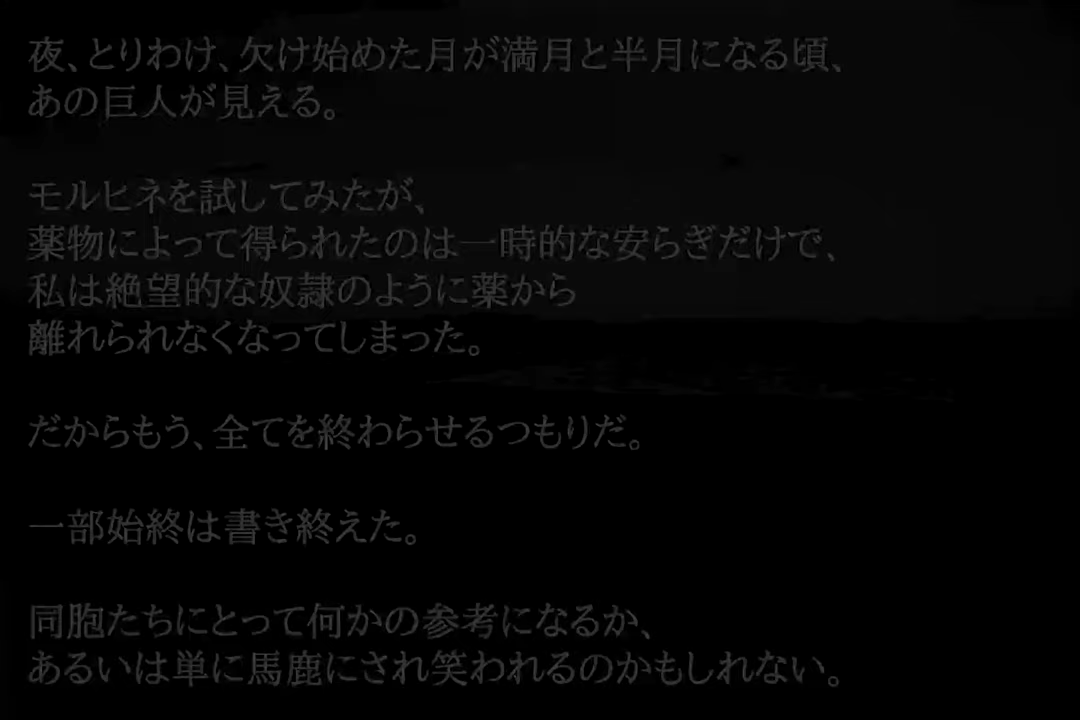 夜、とりわけ、欠け始めた月が満月と半月になる頃、
あの巨人が見える。
モルヒネを試してみたが、
薬物によって得られたのは一時的な安らぎだけで、
私は絶望的な奴隷のように薬から
離れられなくなってしまった。
だからもう、全てを終わらせるつもりだ。
一部始終は書き終えた。
同胞たちにとって何かの参考になるか、
あるいは単に馬鹿にされ笑われるのかもしれない。